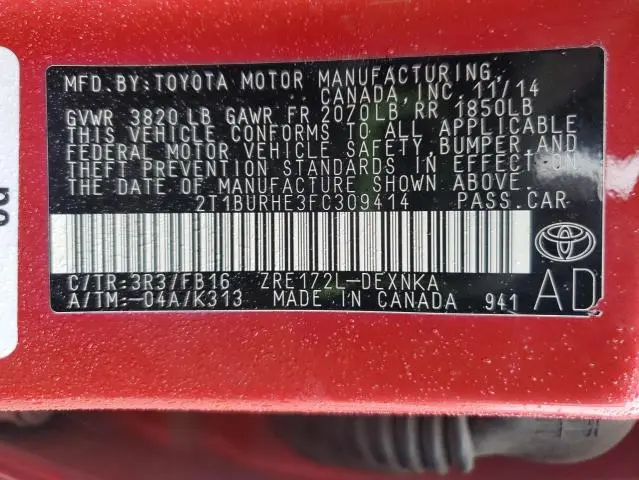 MFD.BY:TOYOTA MOTOR MANUFACTURING,
CANADA, INC. 11/14
GVWR 3820 LB GAWR FR 2070LB RR 1850LB
THIS VEHICLE CONFORMS TO ALL APPLICABLE
FEDERAL MOTOR VEHICLE SAFETY, BUMPER AND
THEFT PREVENTION STANDARDS IN EFFECT ON
THE DATE OF MANUFACTURE SHOWN ABOVE.
2T1BURHE3FC309414 PASS.CAR
C/TR:3R3/FB16 ZRE172L-DEXNKA
A/TM:-04A/K313 MADE IN CANADA 941
AD